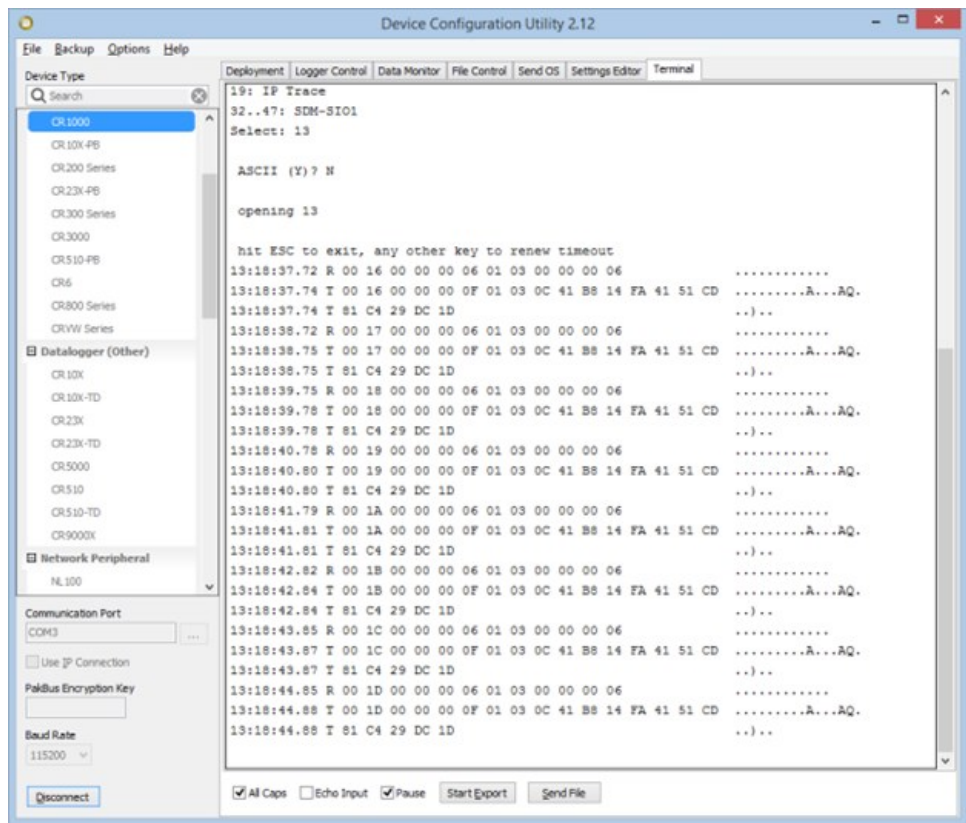 Device Configuration Utility 2.12
File Backup Options Help
Device Type
Search
CR1000
CR10X-PB
CR200 Series
CR23X-PB
CR300 Series
CR3000
CR510-PB
CR6
CR800 Series
CRVW Series
Datalogger (Other)
CR10X
CR10X-TD
CR23X
CR23X-TD
CR5000
CR510
CR510-TD
CR9000X
Network Peripheral
NL100
Communication Port
COM3
...
Use IP Connection
PakBus Encryption Key
Baud Rate
115200
Disconnect
Deployment Logger Control Data Monitor File Control Send OS Settings Editor Terminal
19: IP Trace
32..47: SDM-SIO1
Select: 13
ASCII (Y)? N
opening 13
hit ESC to exit, any other key to renew timeout
13:18:37.72 R 00 16 00 00 00 06 01 03 00 00 00 06 ............
13:18:37.74 T 00 16 00 00 00 0F 01 03 0C 41 B8 14 FA 41 51 CD .........A...AQ.
13:18:37.74 T 81 C4 29 DC 1D ..)..
13:18:38.72 R 00 17 00 00 00 06 01 03 00 00 00 06 ............
13:18:38.75 T 00 17 00 00 00 0F 01 03 0C 41 B8 14 FA 41 51 CD .........A...AQ.
13:18:38.75 T 81 C4 29 DC 1D ..)..
13:18:39.75 R 00 18 00 00 00 06 01 03 00 00 00 06 ............
13:18:39.78 T 00 18 00 00 00 0F 01 03 0C 41 B8 14 FA 41 51 CD .........A...AQ.
13:18:39.78 T 81 C4 29 DC 1D ..)..
13:18:40.78 R 00 19 00 00 00 06 01 03 00 00 00 06 ............
13:18:40.80 T 00 19 00 00 00 0F 01 03 0C 41 B8 14 FA 41 51 CD .........A...AQ.
13:18:40.80 T 81 C4 29 DC 1D ..)..
13:18:41.79 R 00 1A 00 00 00 06 01 03 00 00 00 06 ............
13:18:41.81 T 00 1A 00 00 00 0F 01 03 0C 41 B8 14 FA 41 51 CD .........A...AQ.
13:18:41.81 T 81 C4 29 DC 1D ..)..
13:18:42.82 R 00 1B 00 00 00 06 01 03 00 00 00 06 ............
13:18:42.84 T 00 1B 00 00 00 0F 01 03 0C 41 B8 14 FA 41 51 CD .........A...AQ.
13:18:42.84 T 81 C4 29 DC 1D ..)..
13:18:43.85 R 00 1C 00 00 00 06 01 03 00 00 00 06 ............
13:18:43.87 T 00 1C 00 00 00 0F 01 03 0C 41 B8 14 FA 41 51 CD .........A...AQ.
13:18:43.87 T 81 C4 29 DC 1D ..)..
13:18:44.85 R 00 1D 00 00 00 06 01 03 00 00 00 06 ............
13:18:44.88 T 00 1D 00 00 00 0F 01 03 0C 41 B8 14 FA 41 51 CD .........A...AQ.
13:18:44.88 T 81 C4 29 DC 1D ..)..
All Caps Echo Input Pause Start Export Send File